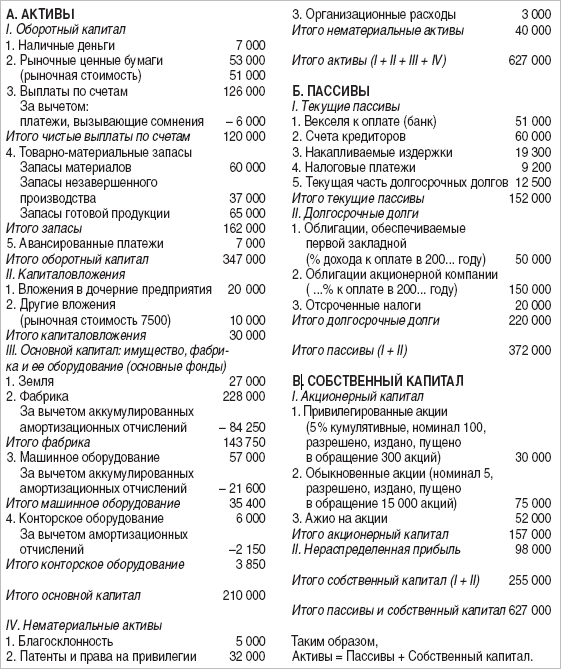 А. АКТИВЫ
I. Оборотный капитал
1. Наличные деньги 7 000
2. Рыночные ценные бумаги 53 000
(рыночная стоимость) 51 000
3. Выплаты по счетам 126 000
За вычетом:
платежи, вызывающие сомнения – 6 000
Итого чистые выплаты по счетам 120 000
4. Товарно-материальные запасы
Запасы материалов 60 000
Запасы незавершенного
производства 37 000
Запасы готовой продукции 65 000
Итого запасы 162 000
5. Авансированные платежи 7 000
Итого оборотный капитал 347 000
II. Капиталовложения
1. Вложения в дочерние предприятия 20 000
2. Другие вложения
(рыночная стоимость 7500) 10 000
Итого капиталовложения 30 000
III. Основной капитал: имущество, фабри-
ка и ее оборудование (основные фонды)
1. Земля 27 000
2. Фабрика 228 000
За вычетом аккумулированных
амортизационных отчислений – 84 250
Итого фабрика 143 750
3. Машинное оборудование 57 000
За вычетом аккумулированных
амортизационных отчислений – 21 600
Итого машинное оборудование 35 400
4. Конторское оборудование 6 000
За вычетом амортизационных
отчислений –2 150
Итого конторское оборудование 3 850
Итого основной капитал 210 000
IV. Нематериальные активы
1. Благосклонность 5 000
2. Патенты и права на привилегии 32 000
3. Организационные расходы 3 000
Итого нематериальные активы 40 000
Итого активы (I + II + III + IV) 627 000
Б. ПАССИВЫ
I. Текущие пассивы
1. Векселя к оплате (банк) 51 000
2. Счета кредиторов 60 000
3. Накапливаемые издержки 19 300
4. Налоговые платежи 9 200
5. Текущая часть долгосрочных долгов 12 500
Итого текущие пассивы 152 000
II. Долгосрочные долги
1. Облигации, обеспечиваемые
первой закладной
(% дохода к оплате в 200... году) 50 000
2. Облигации акционерной компании
( ...% к оплате в 200... году) 150 000
3. Отсроченные налоги 20 000
Итого долгосрочные долги 220 000
Итого пассивы (I + II) 372 000
В. СОБСТВЕННЫЙ КАПИТАЛ
I. Акционерный капитал
1. Привилегированные акции
(5% кумулятивные, номинал 100,
разрешено, издано, пущено
в обращение 300 акций) 30 000
2. Обыкновенные акции (номинал 5,
разрешено, издано, пущено
в обращение 15 000 акций) 75 000
3. Ажио на акции 52 000
Итого акционерный капитал 157 000
II. Нераспределенная прибыль 98 000
Итого собственный капитал (I + II) 255 000
Итого пассивы и собственный капитал 627 000
Таким образом,
Активы = Пассивы + Собственный капитал.